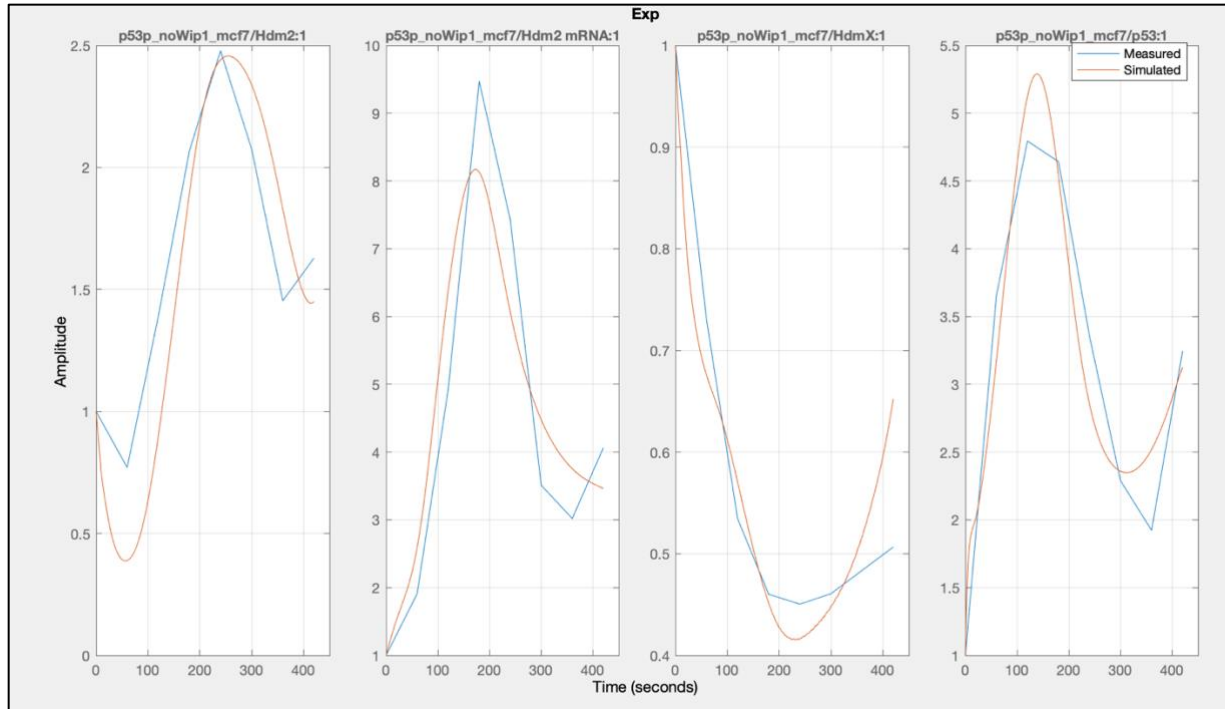 Exp
p53p_noWip1_mcf7/Hdm2:1
p53p_noWip1_mcf7/Hdm2 mRNA:1
p53p_noWip1_mcf7/HdmX:1
p53p_noWip1_mcf7/p53:1
Measured
Simulated
Amplitude
2.5
2
1.5
1
0.5
0
0 100 200 300 400
10
9
8
7
6
5
4
3
2
1
0 100 200 300 400
1
0.9
0.8
0.7
0.6
0.5
0.4
0 100 200 300 400
5.5
5
4.5
4
3.5
3
2.5
2
1.5
1
0 100 200 300 400
Time (seconds)